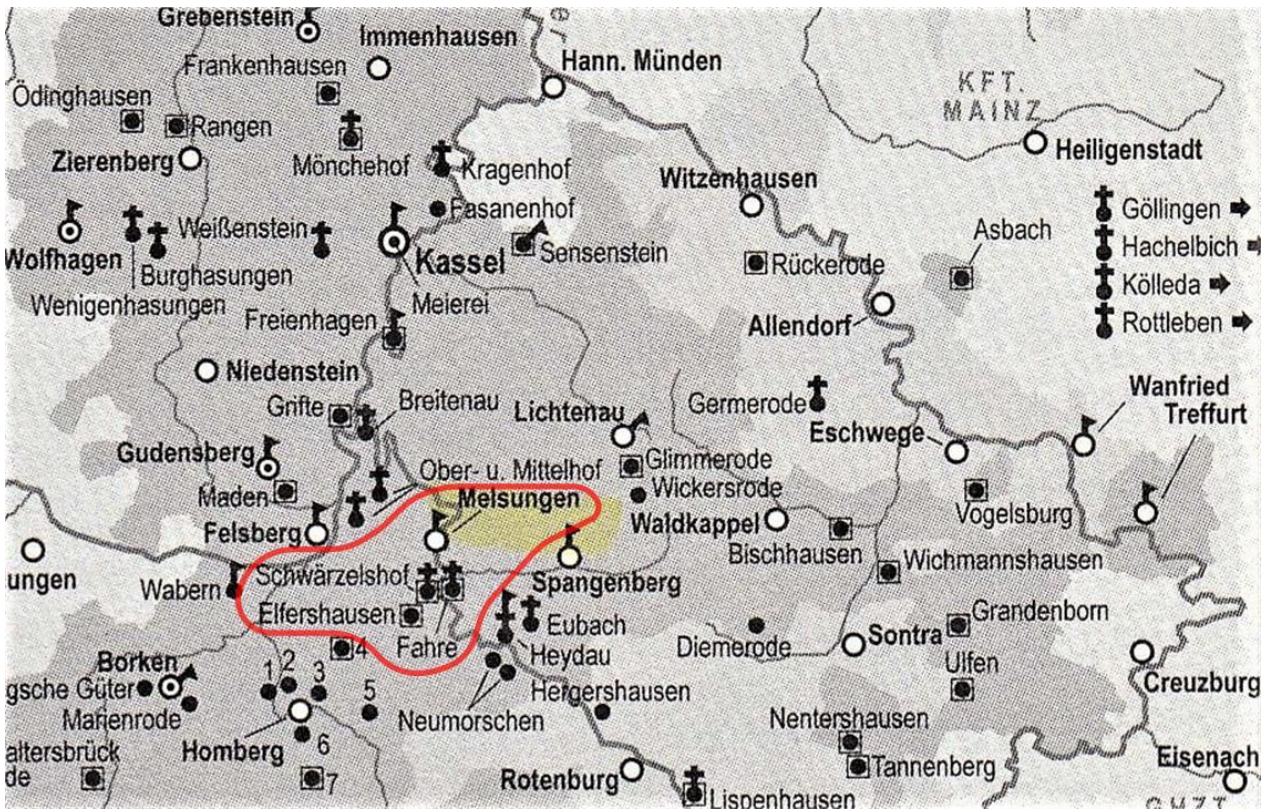 Grebenstein
Immenhausen
Frankenhausen
Hann. Münden
KFT.
MAINZ
Ödinghausen
Rangen
Mönchehof
Zierenberg
Kragenhof
Heiligenstadt
Witzenhausen
Fasanenhof
Göllingen
Weißenstein
Wolfhagen
Burghasungen
Wenigenhasungen
Kassel
Sensenstein
Asbach
Hachelbich
Rückerode
Kölleda
Meierei
Freienhagen
Allendorf
Rottleben
Niedenstein
Grifte
Breitenau
Lichtenau
Germerode
Wanfried
Treffurt
Eschwege
Gudensberg
Ober- u. Mittelhof
Glimmerode
Maden
Melsungen
Wickersrode
Vogelsburg
Felsberg
Waldkappel
Bischhausen
ungen
Wabern
Schwärzelshof
Spangenberg
Wichmannshausen
Elfershausen
Eubach
Grandenborn
Fahre
Heydau
Diemerode
Sontra
4
Ulfen
Borken
1 2 3
5
Hergershausen
Creuzburg
gsche Güter
Marienrode
Neumorschen
Nentershausen
Homberg
6
altersbrück
de
7
Rotenburg
Tannenberg
Eisenach
Lispenhausen